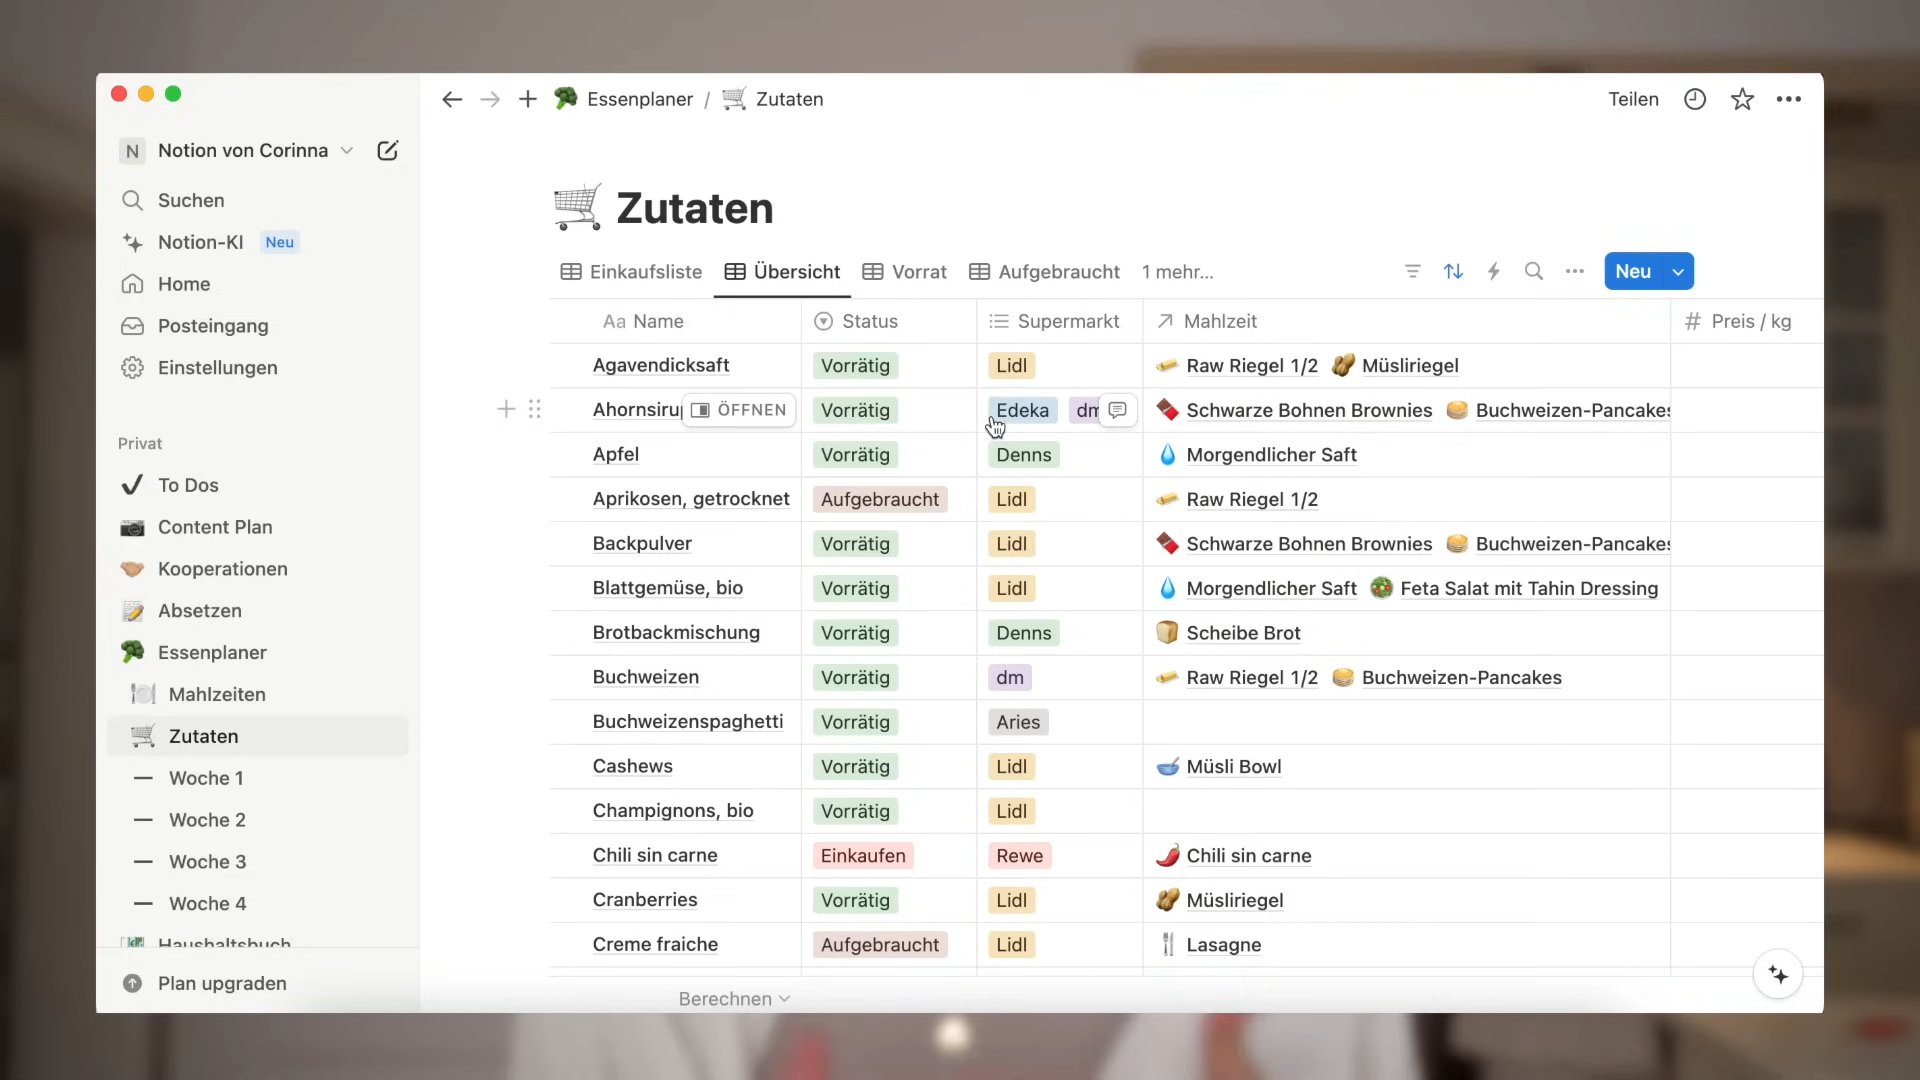 Essenplaner / Zutaten
Teilen
N Notion von Corinna
Suchen
Notion-KI Neu
Home
Posteingang
Einstellungen
Privat
To Dos
Content Plan
Kooperationen
Absetzen
Essenplaner
Mahlzeiten
Zutaten
Woche 1
Woche 2
Woche 3
Woche 4
Haushaltsbuch
Plan upgraden
Zutaten
Einkaufsliste Übersicht Vorrat Aufgebraucht 1 mehr... Neu
Aa Name Status Supermarkt Mahlzeit # Preis / kg
Agavendicksaft Vorrätig Lidl Raw Riegel 1/2 Müsliriegel
Ahornsiru ÖFFNEN Vorrätig Edeka dm Schwarze Bohnen Brownies Buchweizen-Pancakes
Apfel Vorrätig Denns Morgendlicher Saft
Aprikosen, getrocknet Aufgebraucht Lidl Raw Riegel 1/2
Backpulver Vorrätig Lidl Schwarze Bohnen Brownies Buchweizen-Pancakes
Blattgemüse, bio Vorrätig Lidl Morgendlicher Saft Feta Salat mit Tahin Dressing
Brotbackmischung Vorrätig Denns Scheibe Brot
Buchweizen Vorrätig dm Raw Riegel 1/2 Buchweizen-Pancakes
Buchweizenspaghetti Vorrätig Aries
Cashews Vorrätig Lidl Müsli Bowl
Champignons, bio Vorrätig Lidl
Chili sin carne Einkaufen Rewe Chili sin carne
Cranberries Vorrätig Lidl Müsliriegel
Creme fraiche Aufgebraucht Lidl Lasagne
Berechnen